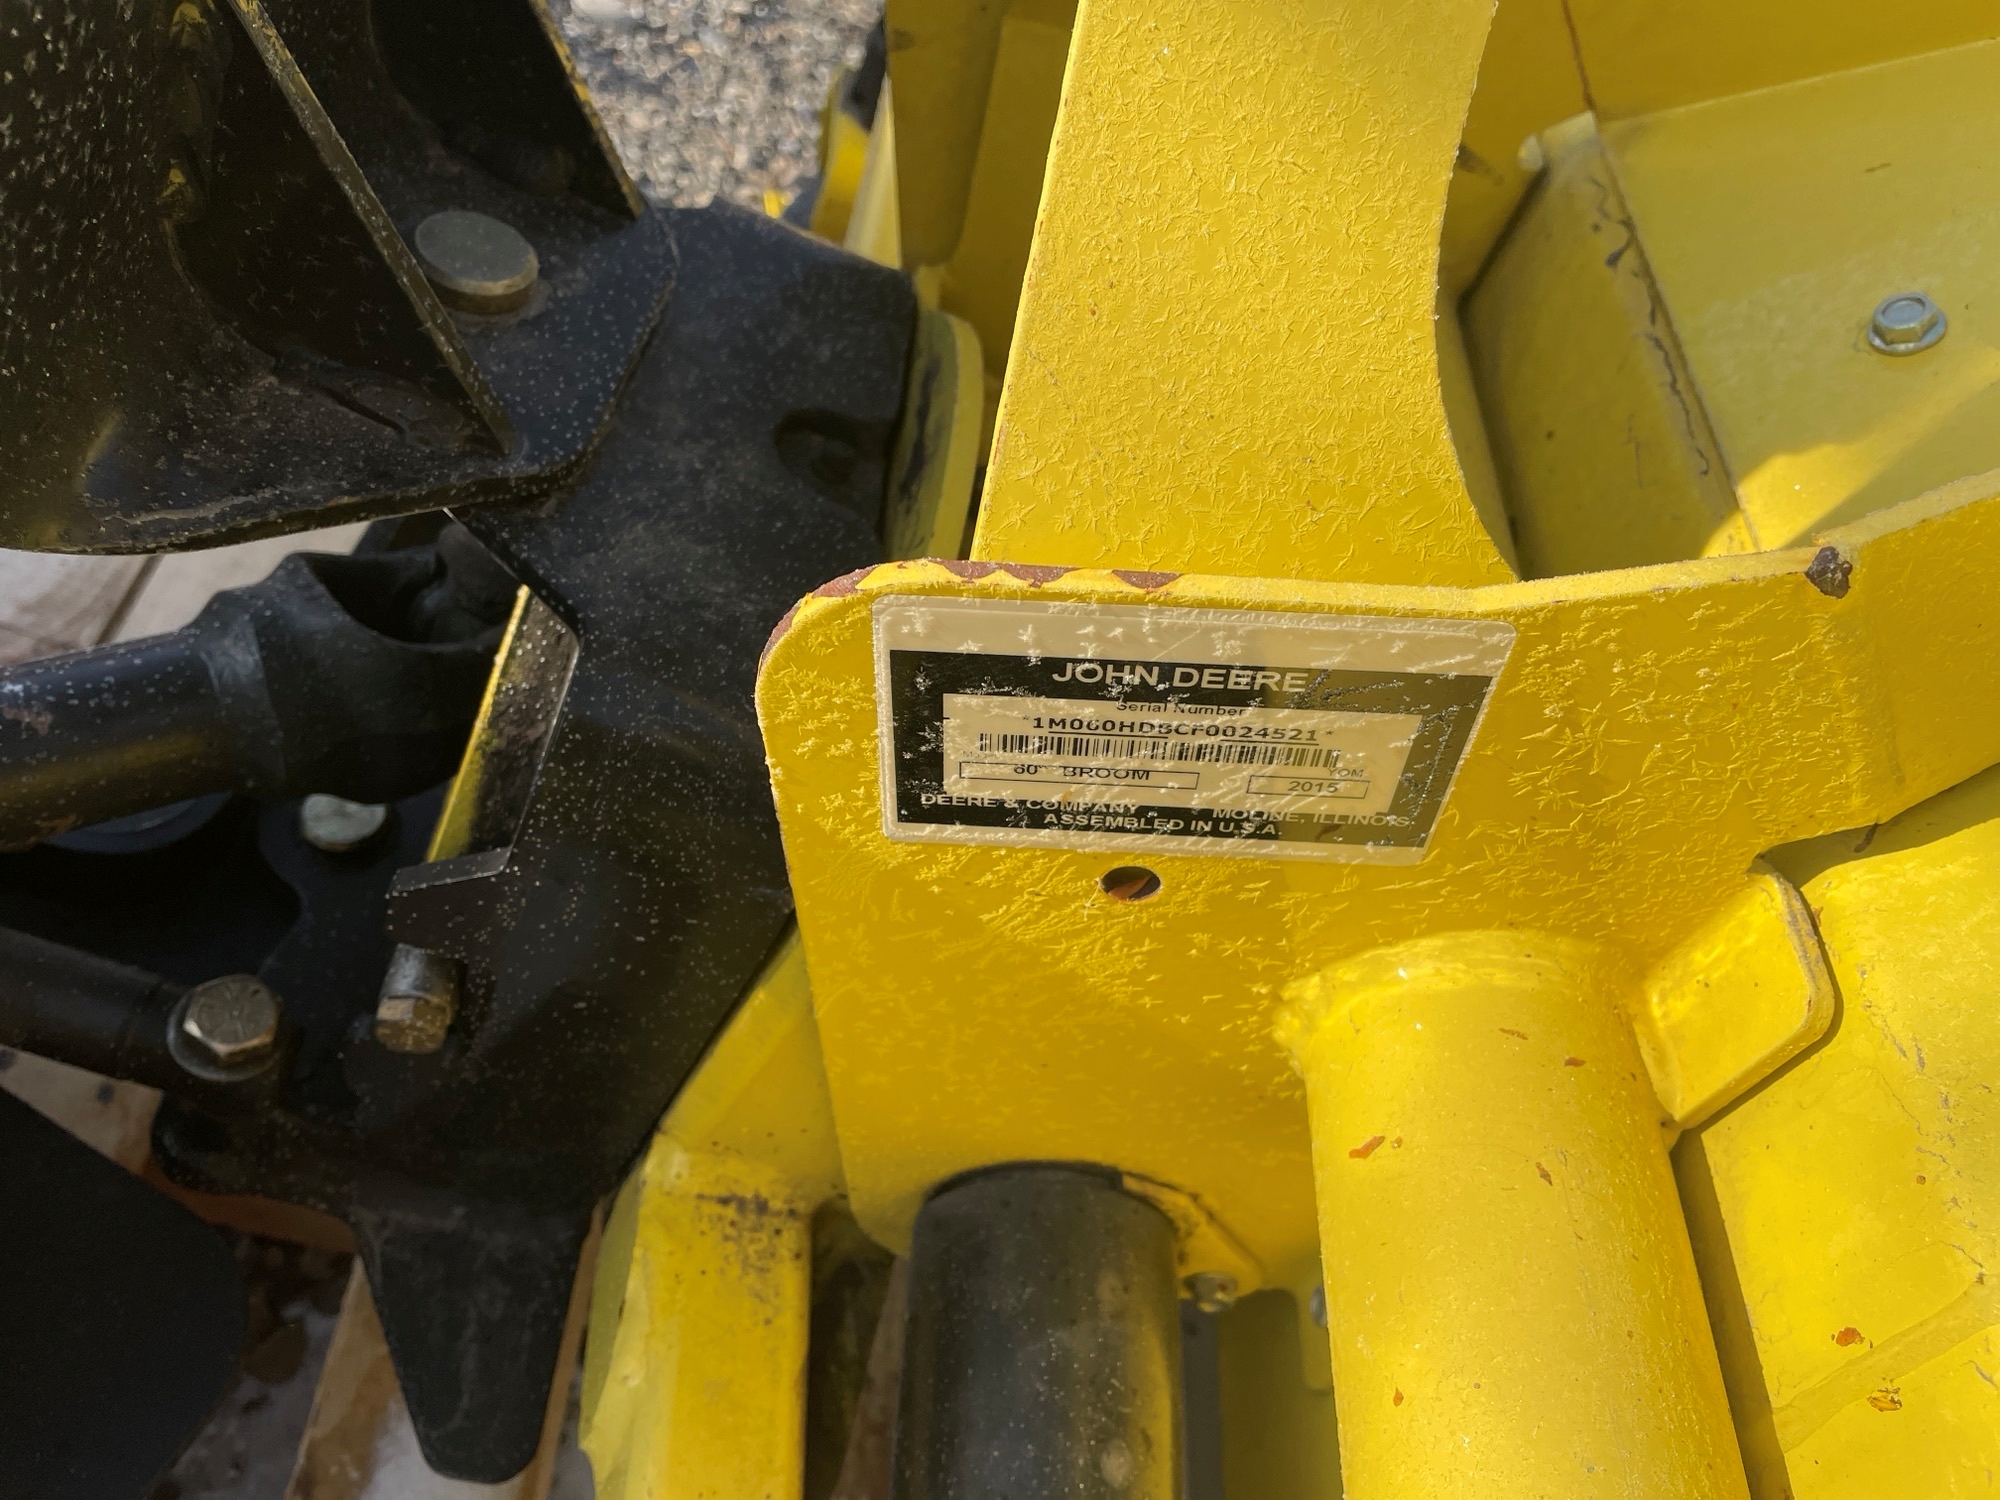 JOHN DEERE
Serial Number
*1M060HDBCF0024521*
YOM
60" BROOM 2015
DEERE & COMPANY MOLINE, ILLINOIS
ASSEMBLED IN U.S.A.